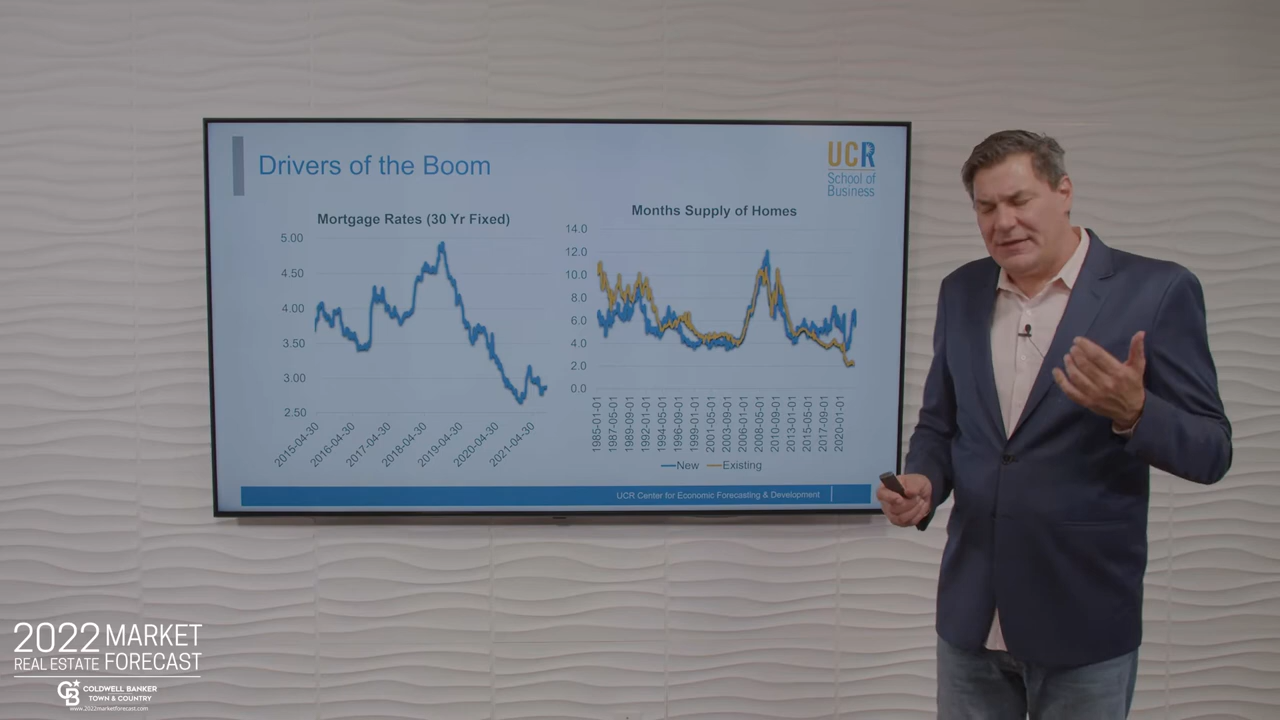 Drivers of the Boom
UCR
School of
Business
Mortgage Rates (30 Yr Fixed)
5.00
4.50
4.00
3.50
3.00
2.50
2015-04-30
2016-04-30
2017-04-30
2018-04-30
2019-04-30
2020-04-30
2021-04-30
Months Supply of Homes
14.0
12.0
10.0
8.0
6.0
4.0
2.0
0.0
1985-01-01
1987-05-01
1989-09-01
1992-01-01
1994-05-01
1996-09-01
1999-01-01
2001-05-01
2003-09-01
2006-01-01
2008-05-01
2010-09-01
2013-01-01
2015-05-01
2017-09-01
2020-01-01
New Existing
UCR Center for Economic Forecasting & Development
2022 MARKET
REAL ESTATE FORECAST
CB COLDWELL BANKER
TOWN & COUNTRY
www.2022marketforecast.com